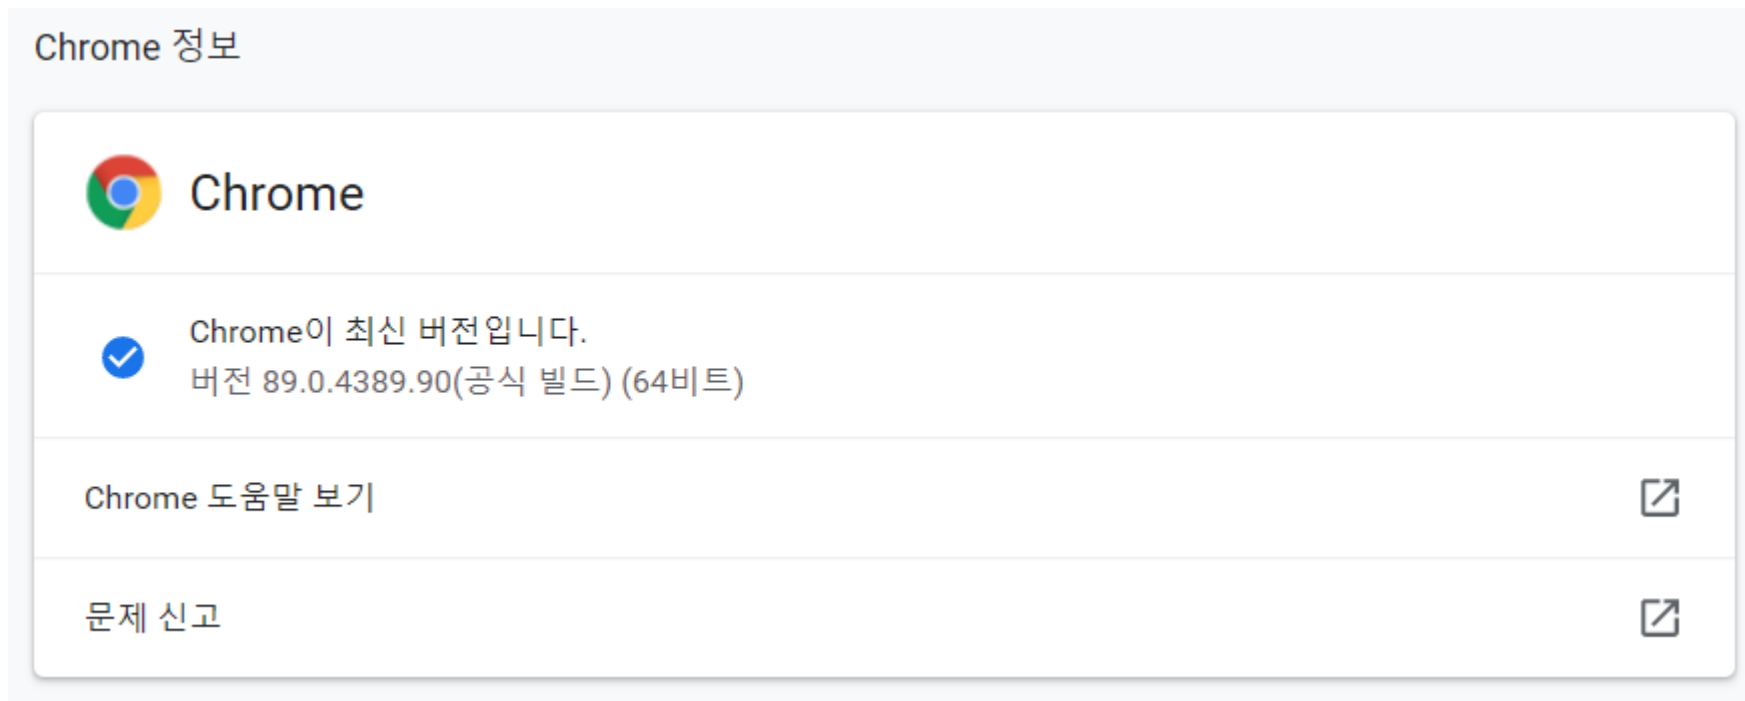 Chrome 정보
Chrome
Chrome이 최신 버전입니다.
버전 89.0.4389.90(공식 빌드) (64비트)
Chrome 도움말 보기
문제 신고